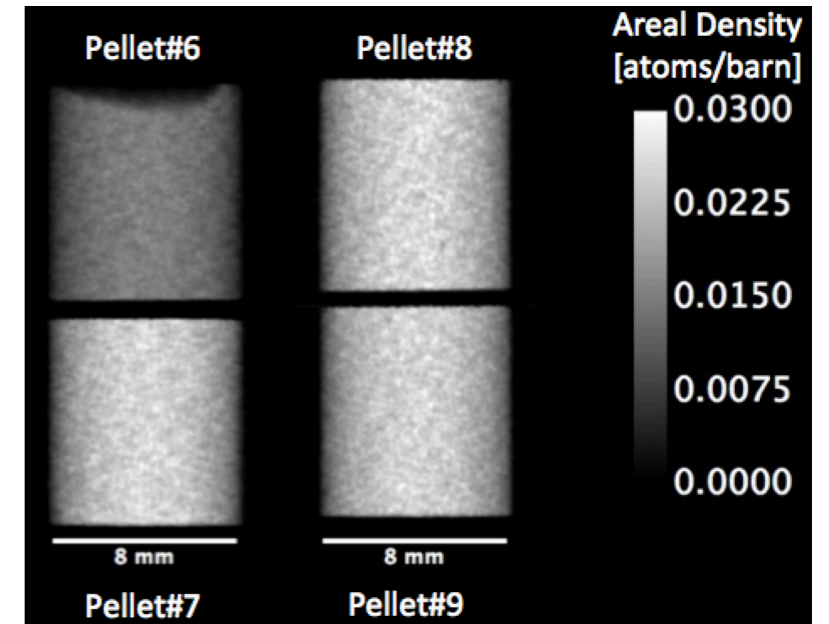 Pellet#6
Pellet#8
Areal Density
[atoms/barn]
0.0300
0.0225
0.0150
0.0075
0.0000
8 mm
8 mm
Pellet#7
Pellet#9